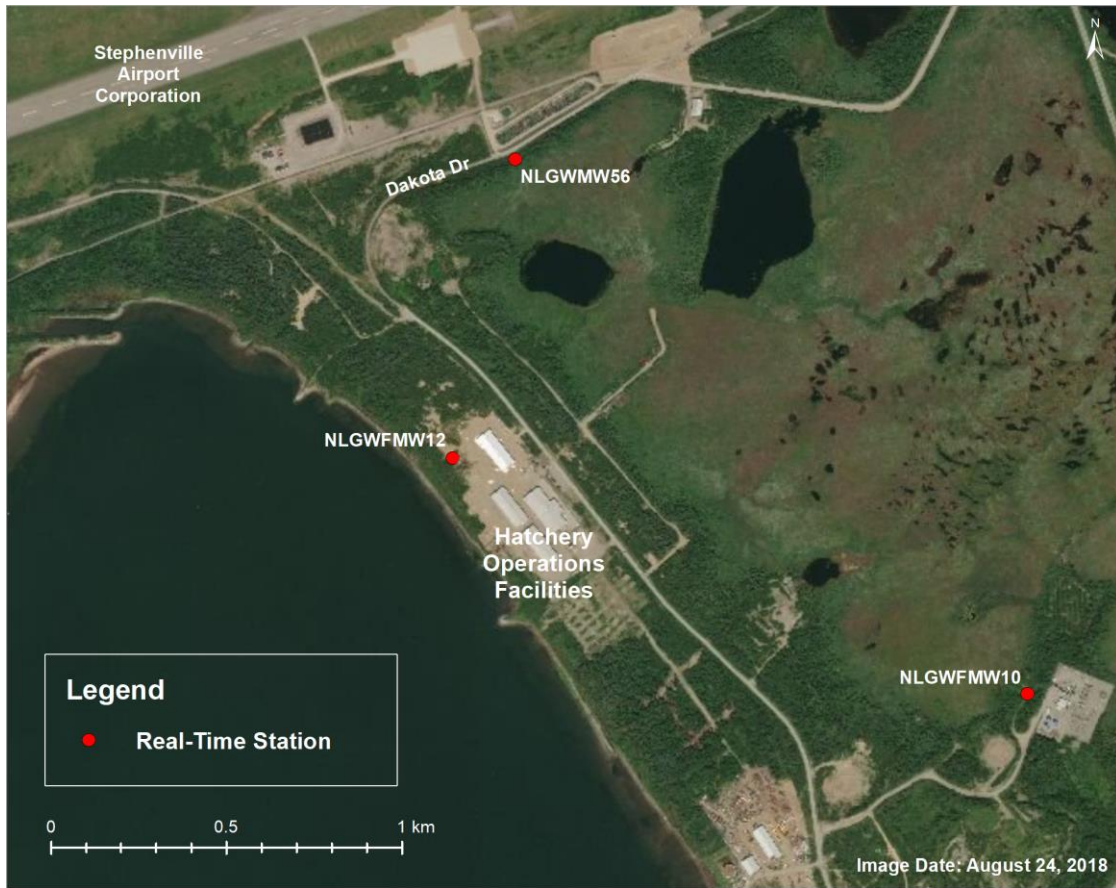 Stephenville
Airport
Corporation
N
Dakota Dr
NLGWMW56
NLGWFMW12
Hatchery
Operations
Facilities
NLGWFMW10
Legend
Real-Time Station
0 0.5 1 km
Image Date: August 24, 2018